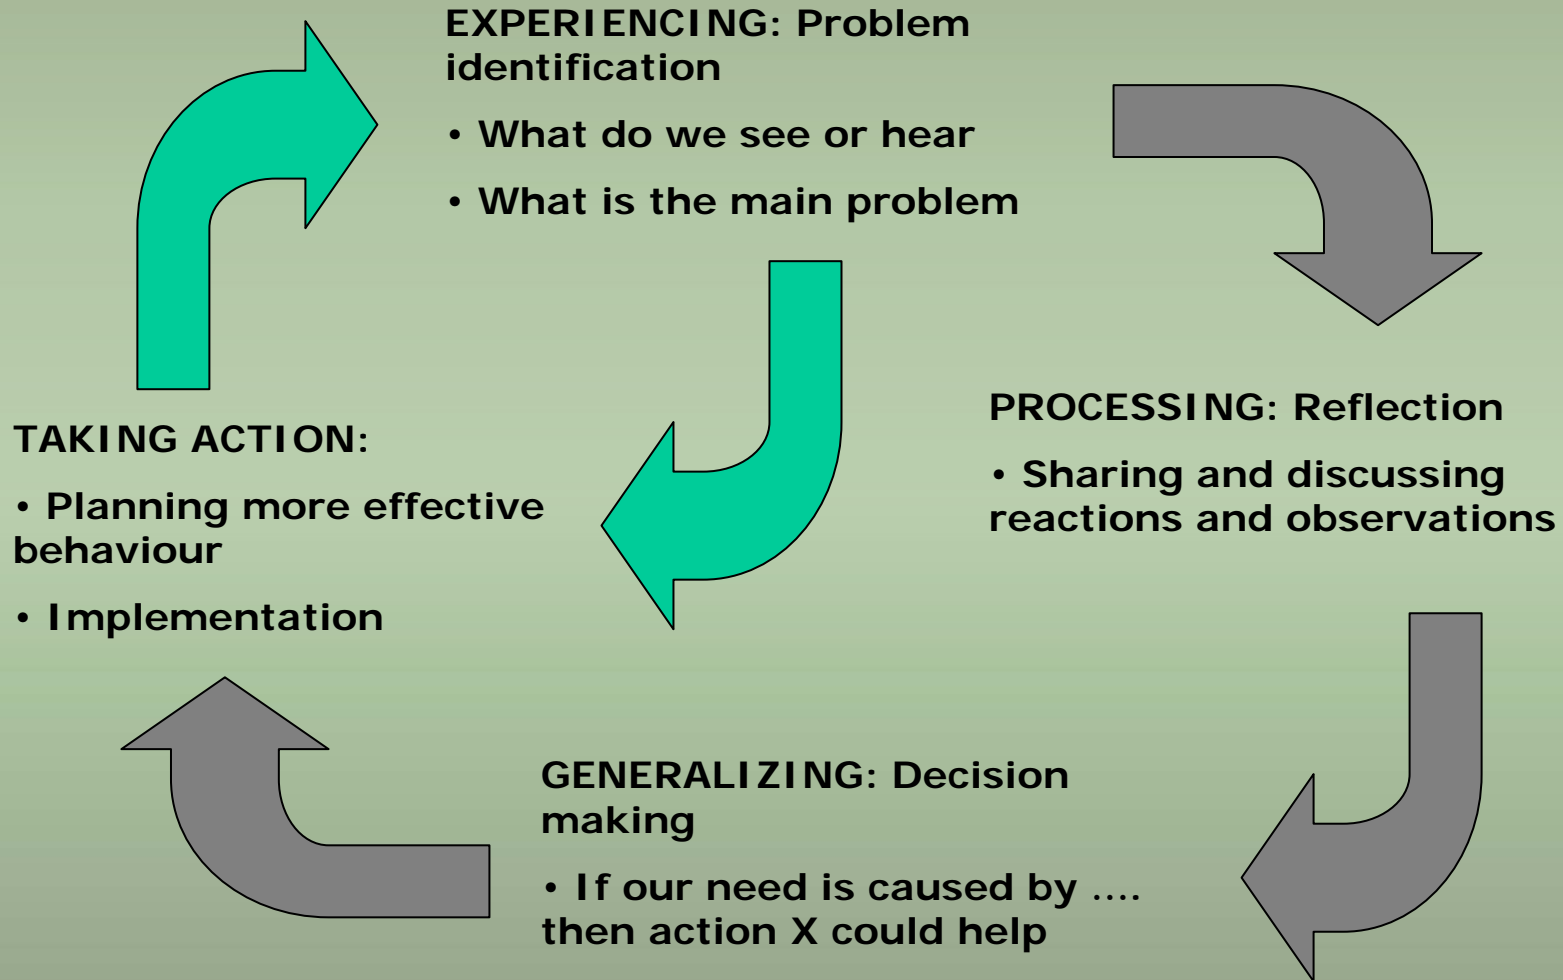 EXPERIENCING: Problem
identification
• What do we see or hear
• What is the main problem
PROCESSING: Reflection
• Sharing and discussing
reactions and observations
GENERALIZING: Decision
making
• If our need is caused by ....
then action X could help
TAKING ACTION:
• Planning more effective
behaviour
• Implementation